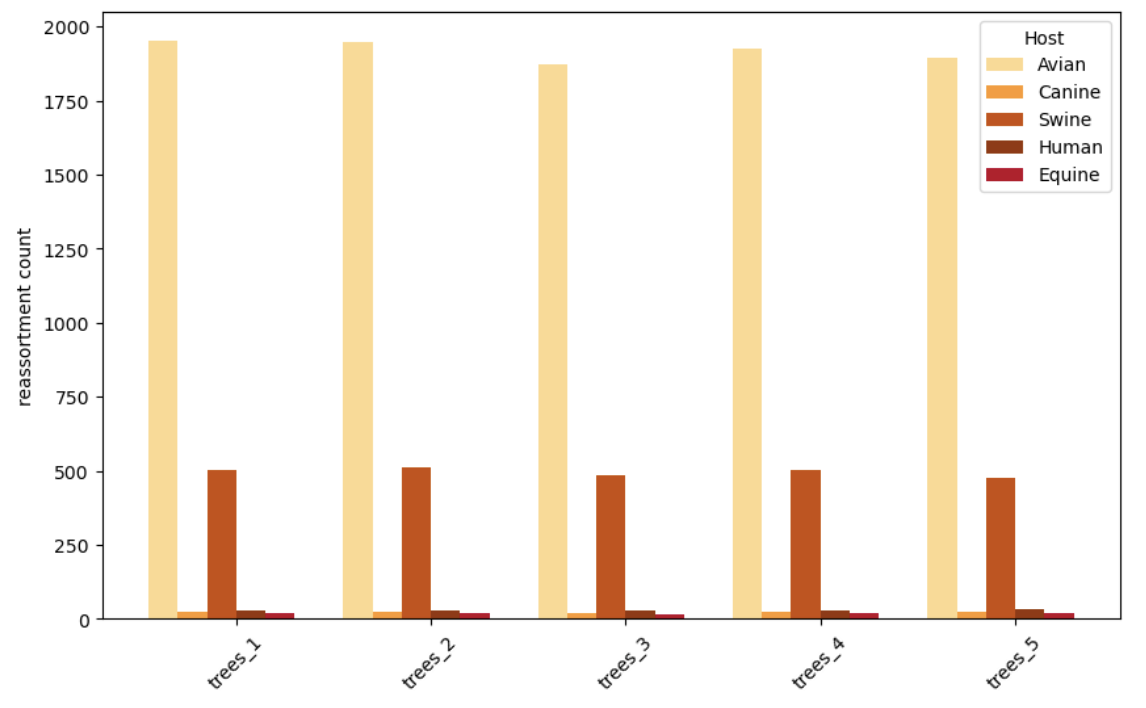 reassortment count
2000
1750
1500
1250
1000
750
500
250
0
Host
Avian
Canine
Swine
Human
Equine
trees_1
trees_2
trees_3
trees_4
trees_5